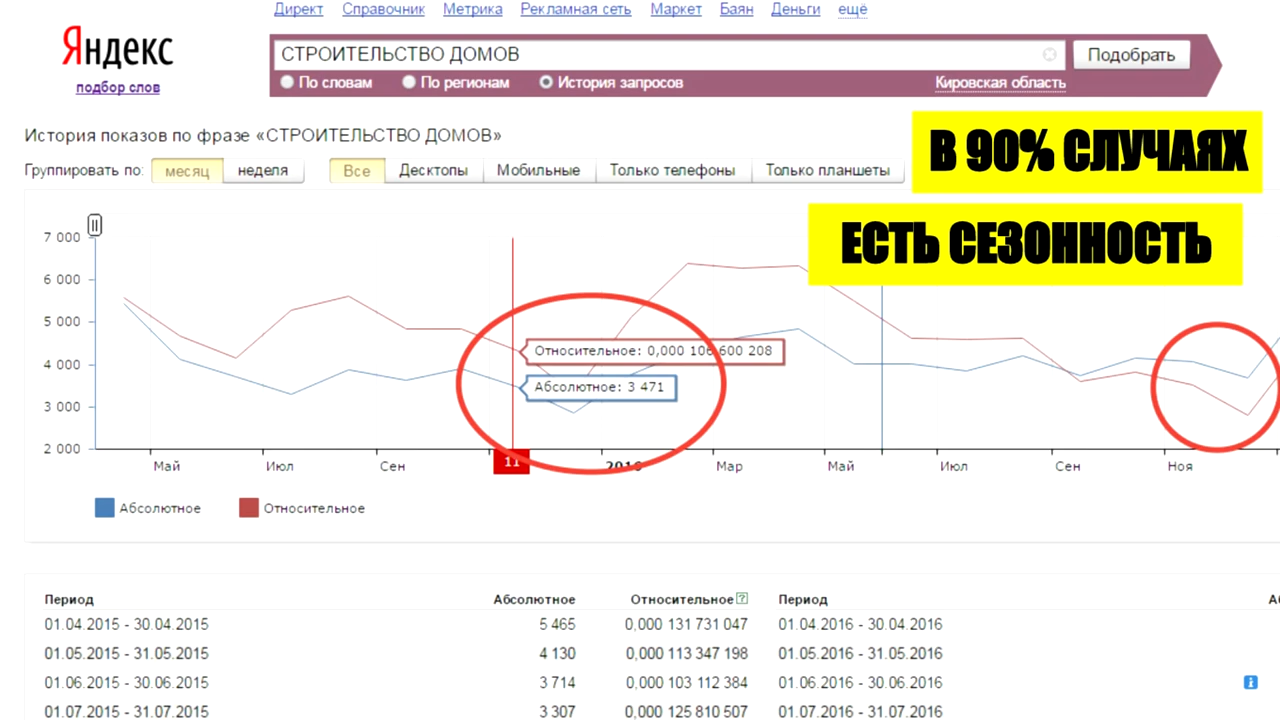 Директ Справочник Метрика Рекламная сеть Маркет Баян Деньги ещё
Яндекс
подбор слов
СТРОИТЕЛЬСТВО ДОМОВ
Подобрать
По словам По регионам История запросов Кировская область
История показов по фразе «СТРОИТЕЛЬСТВО ДОМОВ»
В 90% СЛУЧАЯХ
Группировать по: месяц неделя Все Десктопы Мобильные Только телефоны Только планшеты
ЕСТЬ СЕЗОННОСТЬ
7 000
6 000
5 000
4 000
3 000
2 000
Относительное: 0,000 106 600 208
Абсолютное: 3 471
Май Июл Сен 11 2016 Мар Май Июл Сен Ноя
Абсолютное Относительное
Период Абсолютное Относительное ? Период
01.04.2015 - 30.04.2015 5 465 0,000 131 731 047 01.04.2016 - 30.04.2016
01.05.2015 - 31.05.2015 4 130 0,000 113 347 198 01.05.2016 - 31.05.2016
01.06.2015 - 30.06.2015 3 714 0,000 103 112 384 01.06.2016 - 30.06.2016
01.07.2015 - 31.07.2015 3 307 0,000 125 810 507 01.07.2016 - 31.07.2016